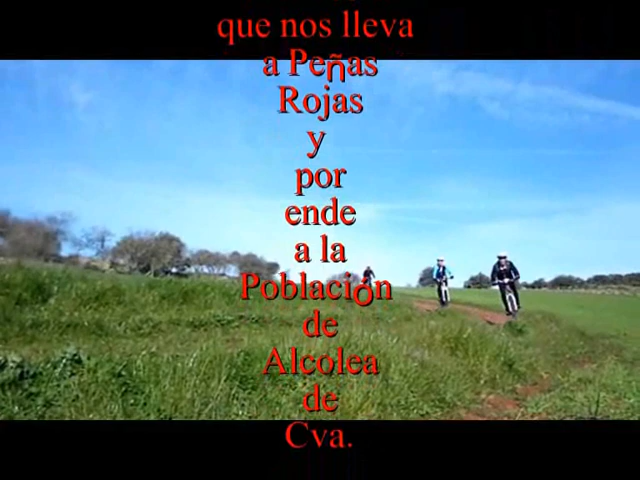 que nos lleva
a Peñas
Rojas
y
por
ende
a la
Población
de
Alcolea
de
Cva.